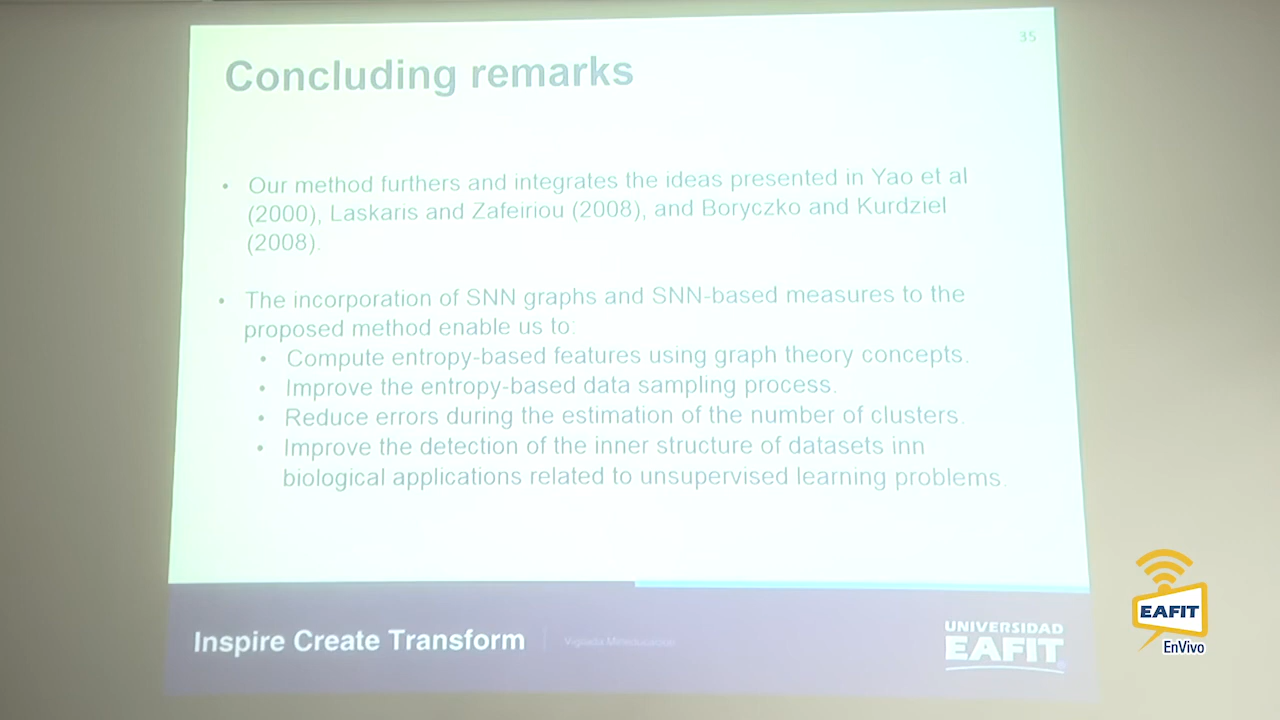 35
Concluding remarks
• Our method furthers and integrates the ideas presented in Yao et al
(2000), Laskaris and Zafeiriou (2008), and Boryczko and Kurdziel
(2008).
• The incorporation of SNN graphs and SNN-based measures to the
proposed method enable us to:
• Compute entropy-based features using graph theory concepts.
• Improve the entropy-based data sampling process.
• Reduce errors during the estimation of the number of clusters.
• Improve the detection of the inner structure of datasets inn
biological applications related to unsupervised learning problems.
Inspire Create Transform
Vigilada Mineducación
UNIVERSIDAD
EAFIT
EAFIT
EnVivo